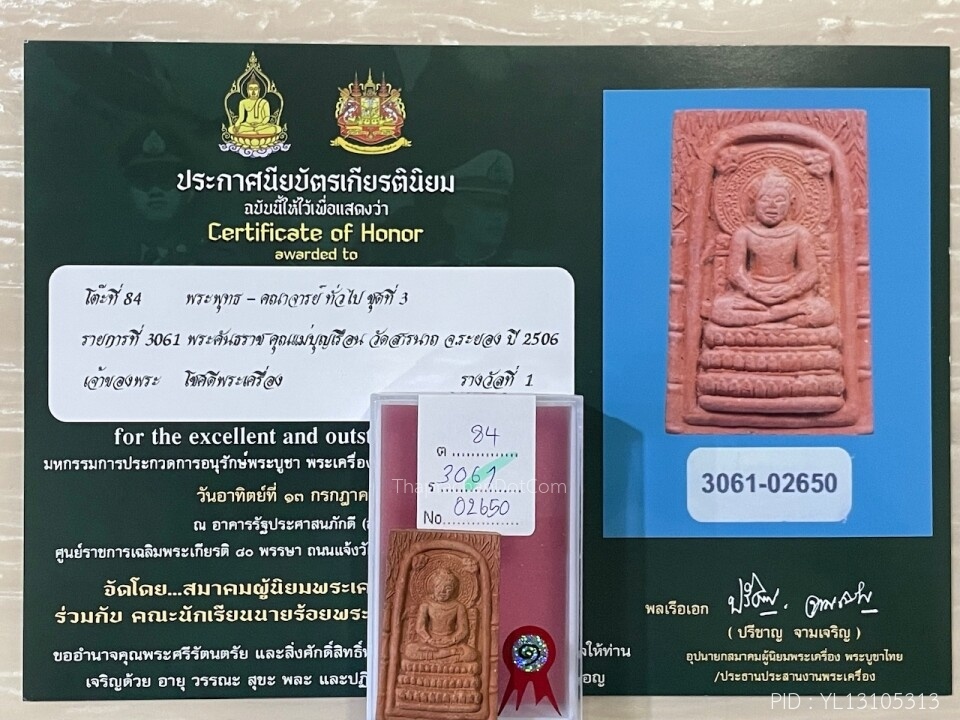 ประกาศนียบัตรเกียรตินิยม
ฉบับนี้ให้ไว้เพื่อแสดงว่า
Certificate of Honor
awarded to
โต๊ะที่ 84 พระพุทธ - คณาจารย์ ทั่วไป ชุดที่ 3
รายการที่ 3061 พระศันธราช คุณแม่บุญเรือน วัดสารนาถ จ.ระยอง ปี 2506
เจ้าของพระ โชคดีพระเครื่อง รางวัลที่ 1
for the excellent and outst
มหกรรมการประกวดการอนุรักษ์พระบูชา พระเครื่อง
วันอาทิตย์ที่ ๑๓ กรกฎาค
ณ อาคารรัฐประศาสนภักดี
ศูนย์ราชการเฉลิมพระเกียรติ ๘๐ พรรษา ถนนแจ้งวั
จัดโดย...สมาคมผู้นิยมพระเค
ร่วมกับ คณะนักเรียนนายร้อยพระ
ขออำนาจคุณพระศรีรัตนตรัย และสิ่งศักดิ์สิทธิ์ ให้ท่าน
เจริญด้วย อายุ วรรณะ สุขะ พละ และปฏิ
ต 84
ร 3061
No. 02650
ThaprachanDotCom
3061-02650
พลเรือเอก
( ปรีชาญ จามเจริญ )
อุปนายกสมาคมผู้นิยมพระเครื่อง พระบูชาไทย
/ประธานประสานงานพระเครื่อง
PID : YL13105313